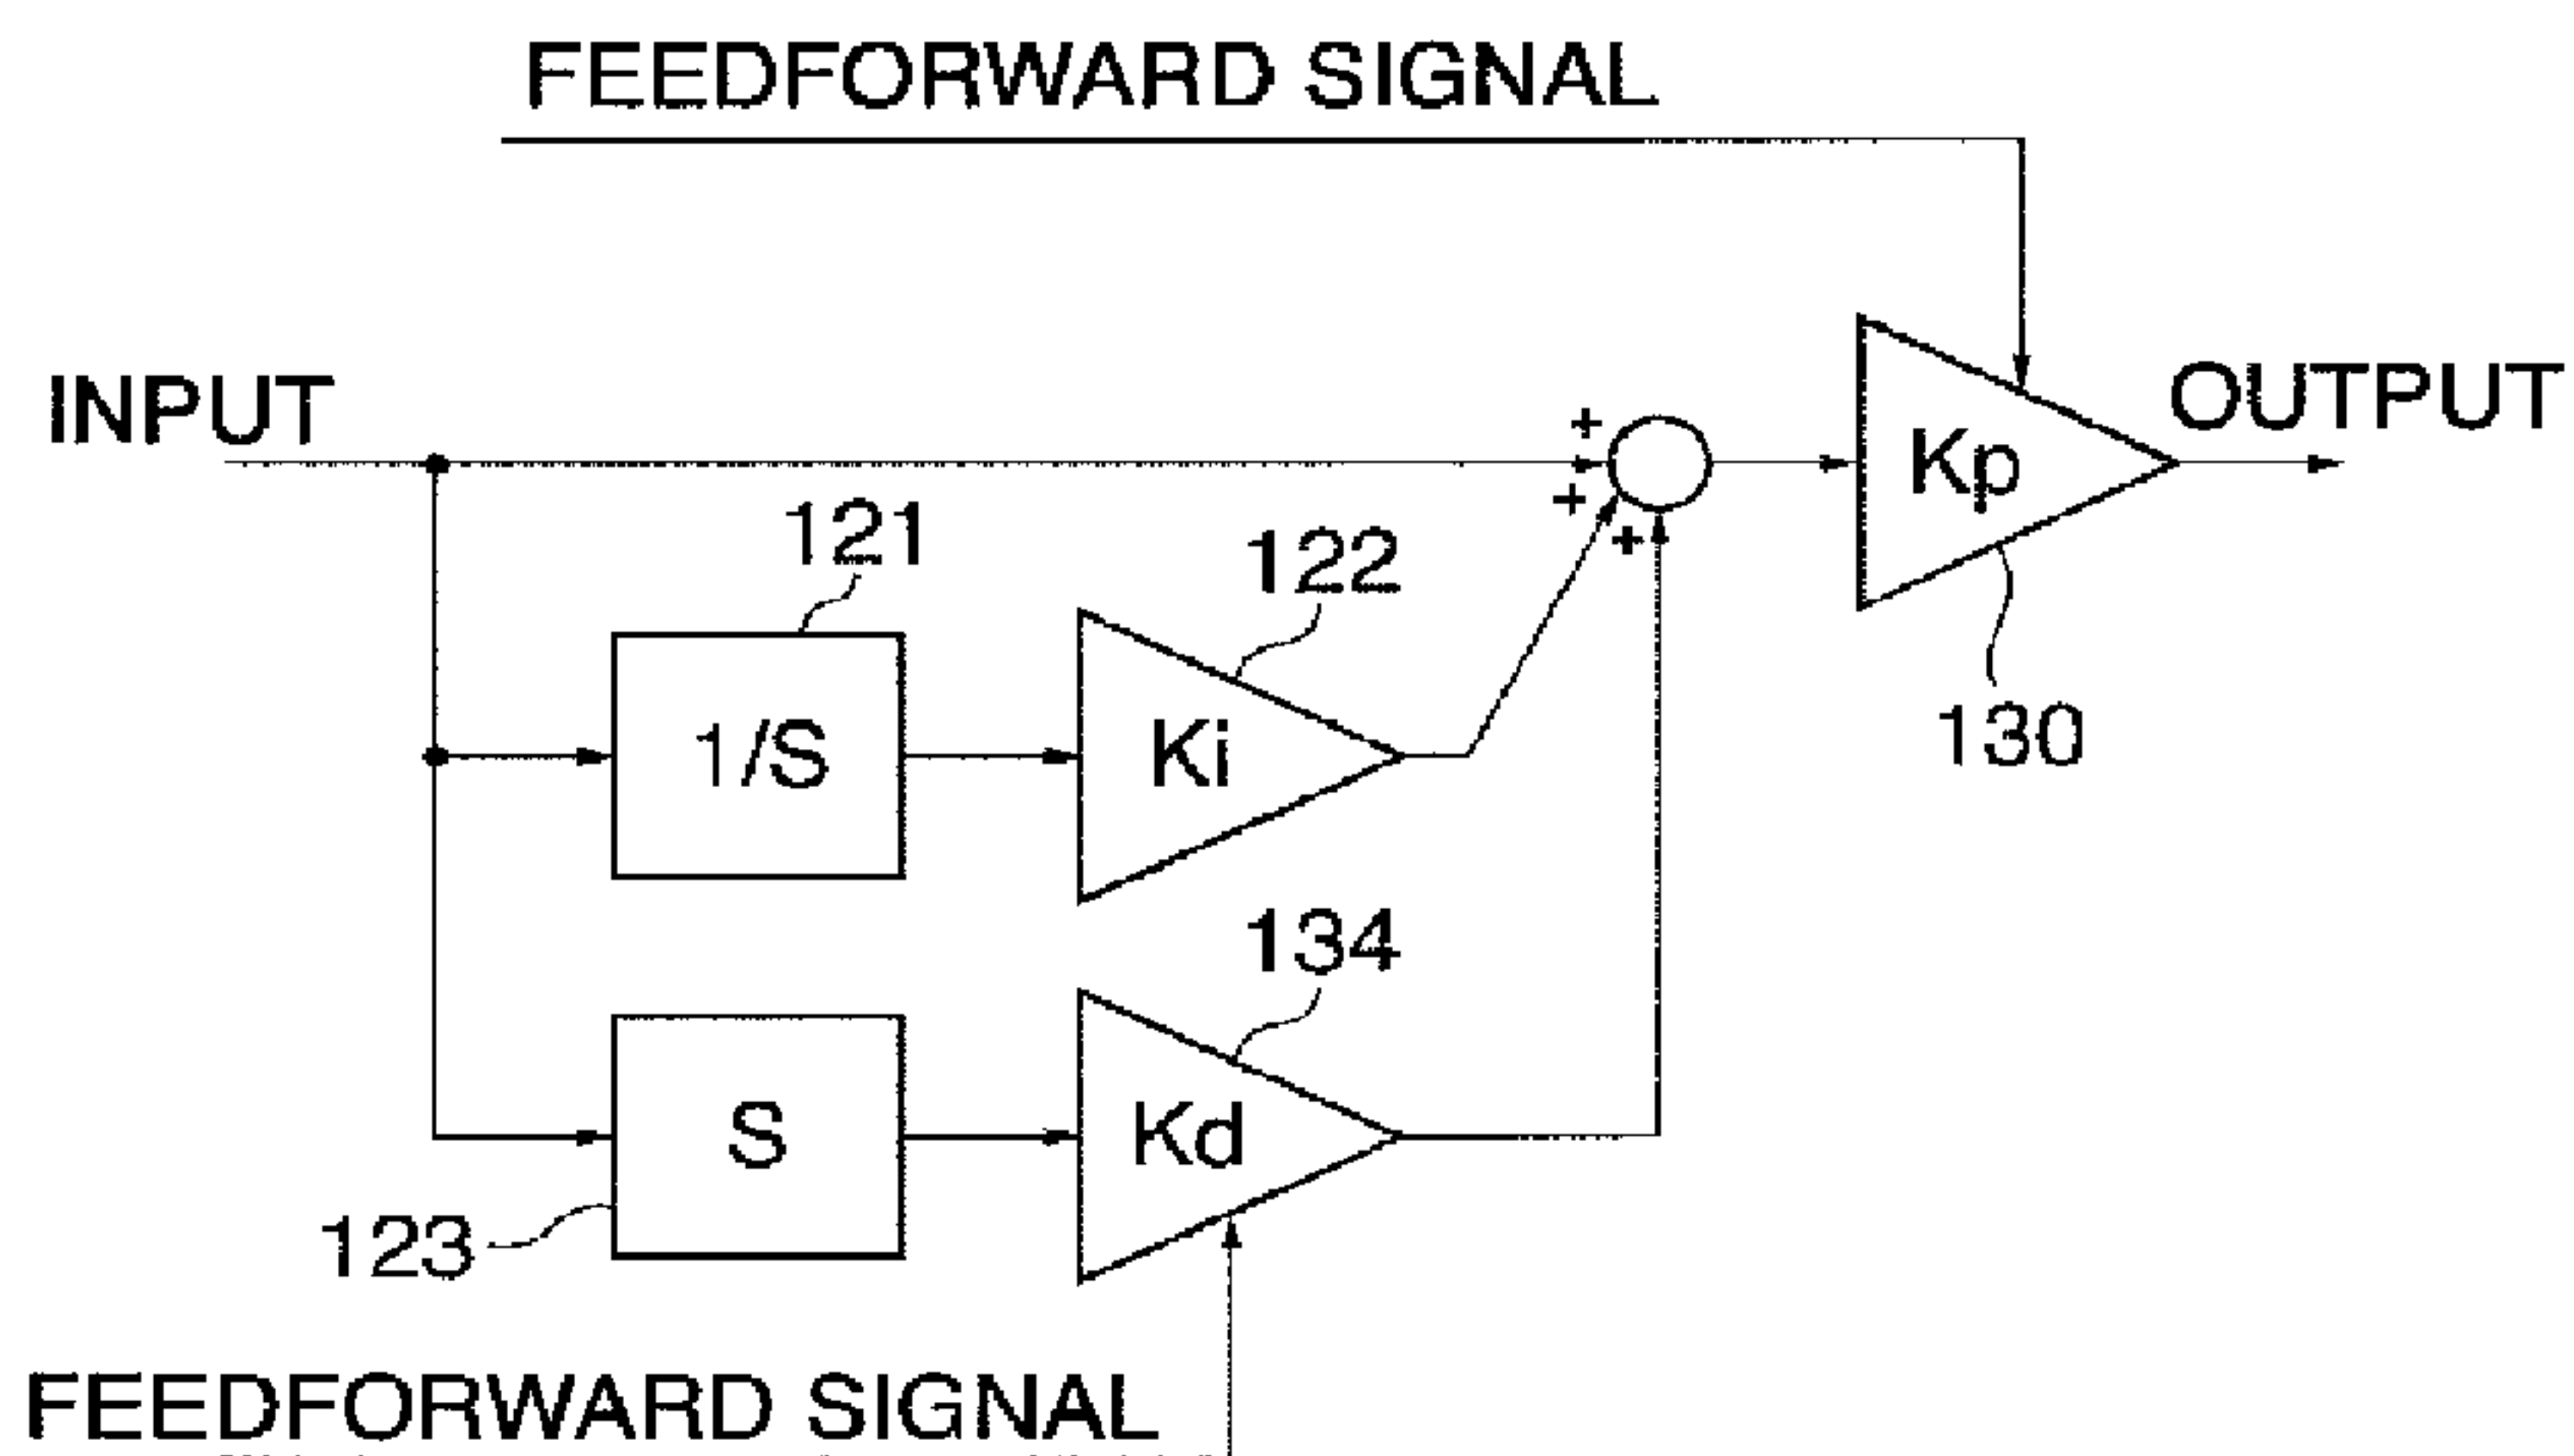 FEEDFORWARD SIGNAL
INPUT
OUTPUT
+
+
+
Kp
121
122
130
1/S
Ki
134
S
Kd
123
FEEDFORWARD SIGNAL